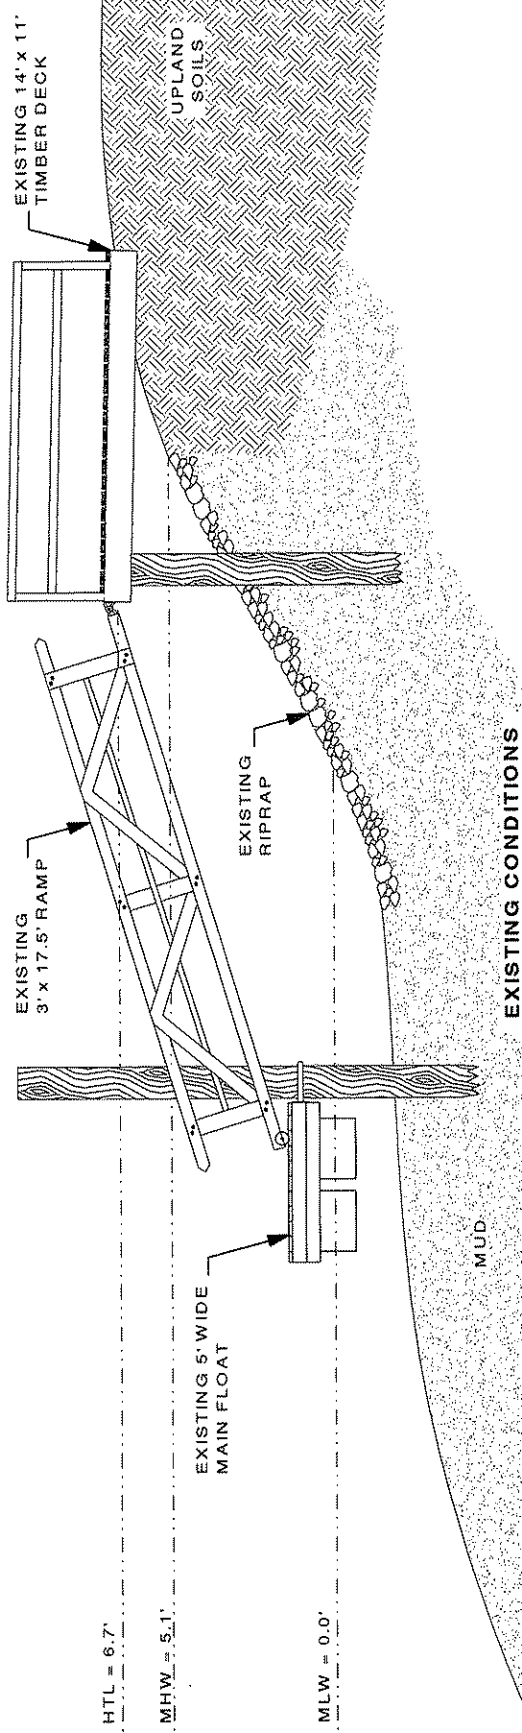 HTL = 6.7'
MHW = 5.1'
MLW = 0.0'
EXISTING 5' WIDE
MAIN FLOAT
MUD
EXISTING
3' x 17.5' RAMP
EXISTING
RIPRAP
EXISTING 14' x 11'
TIMBER DECK
UPLAND
SOILS
EXISTING CONDITIONS